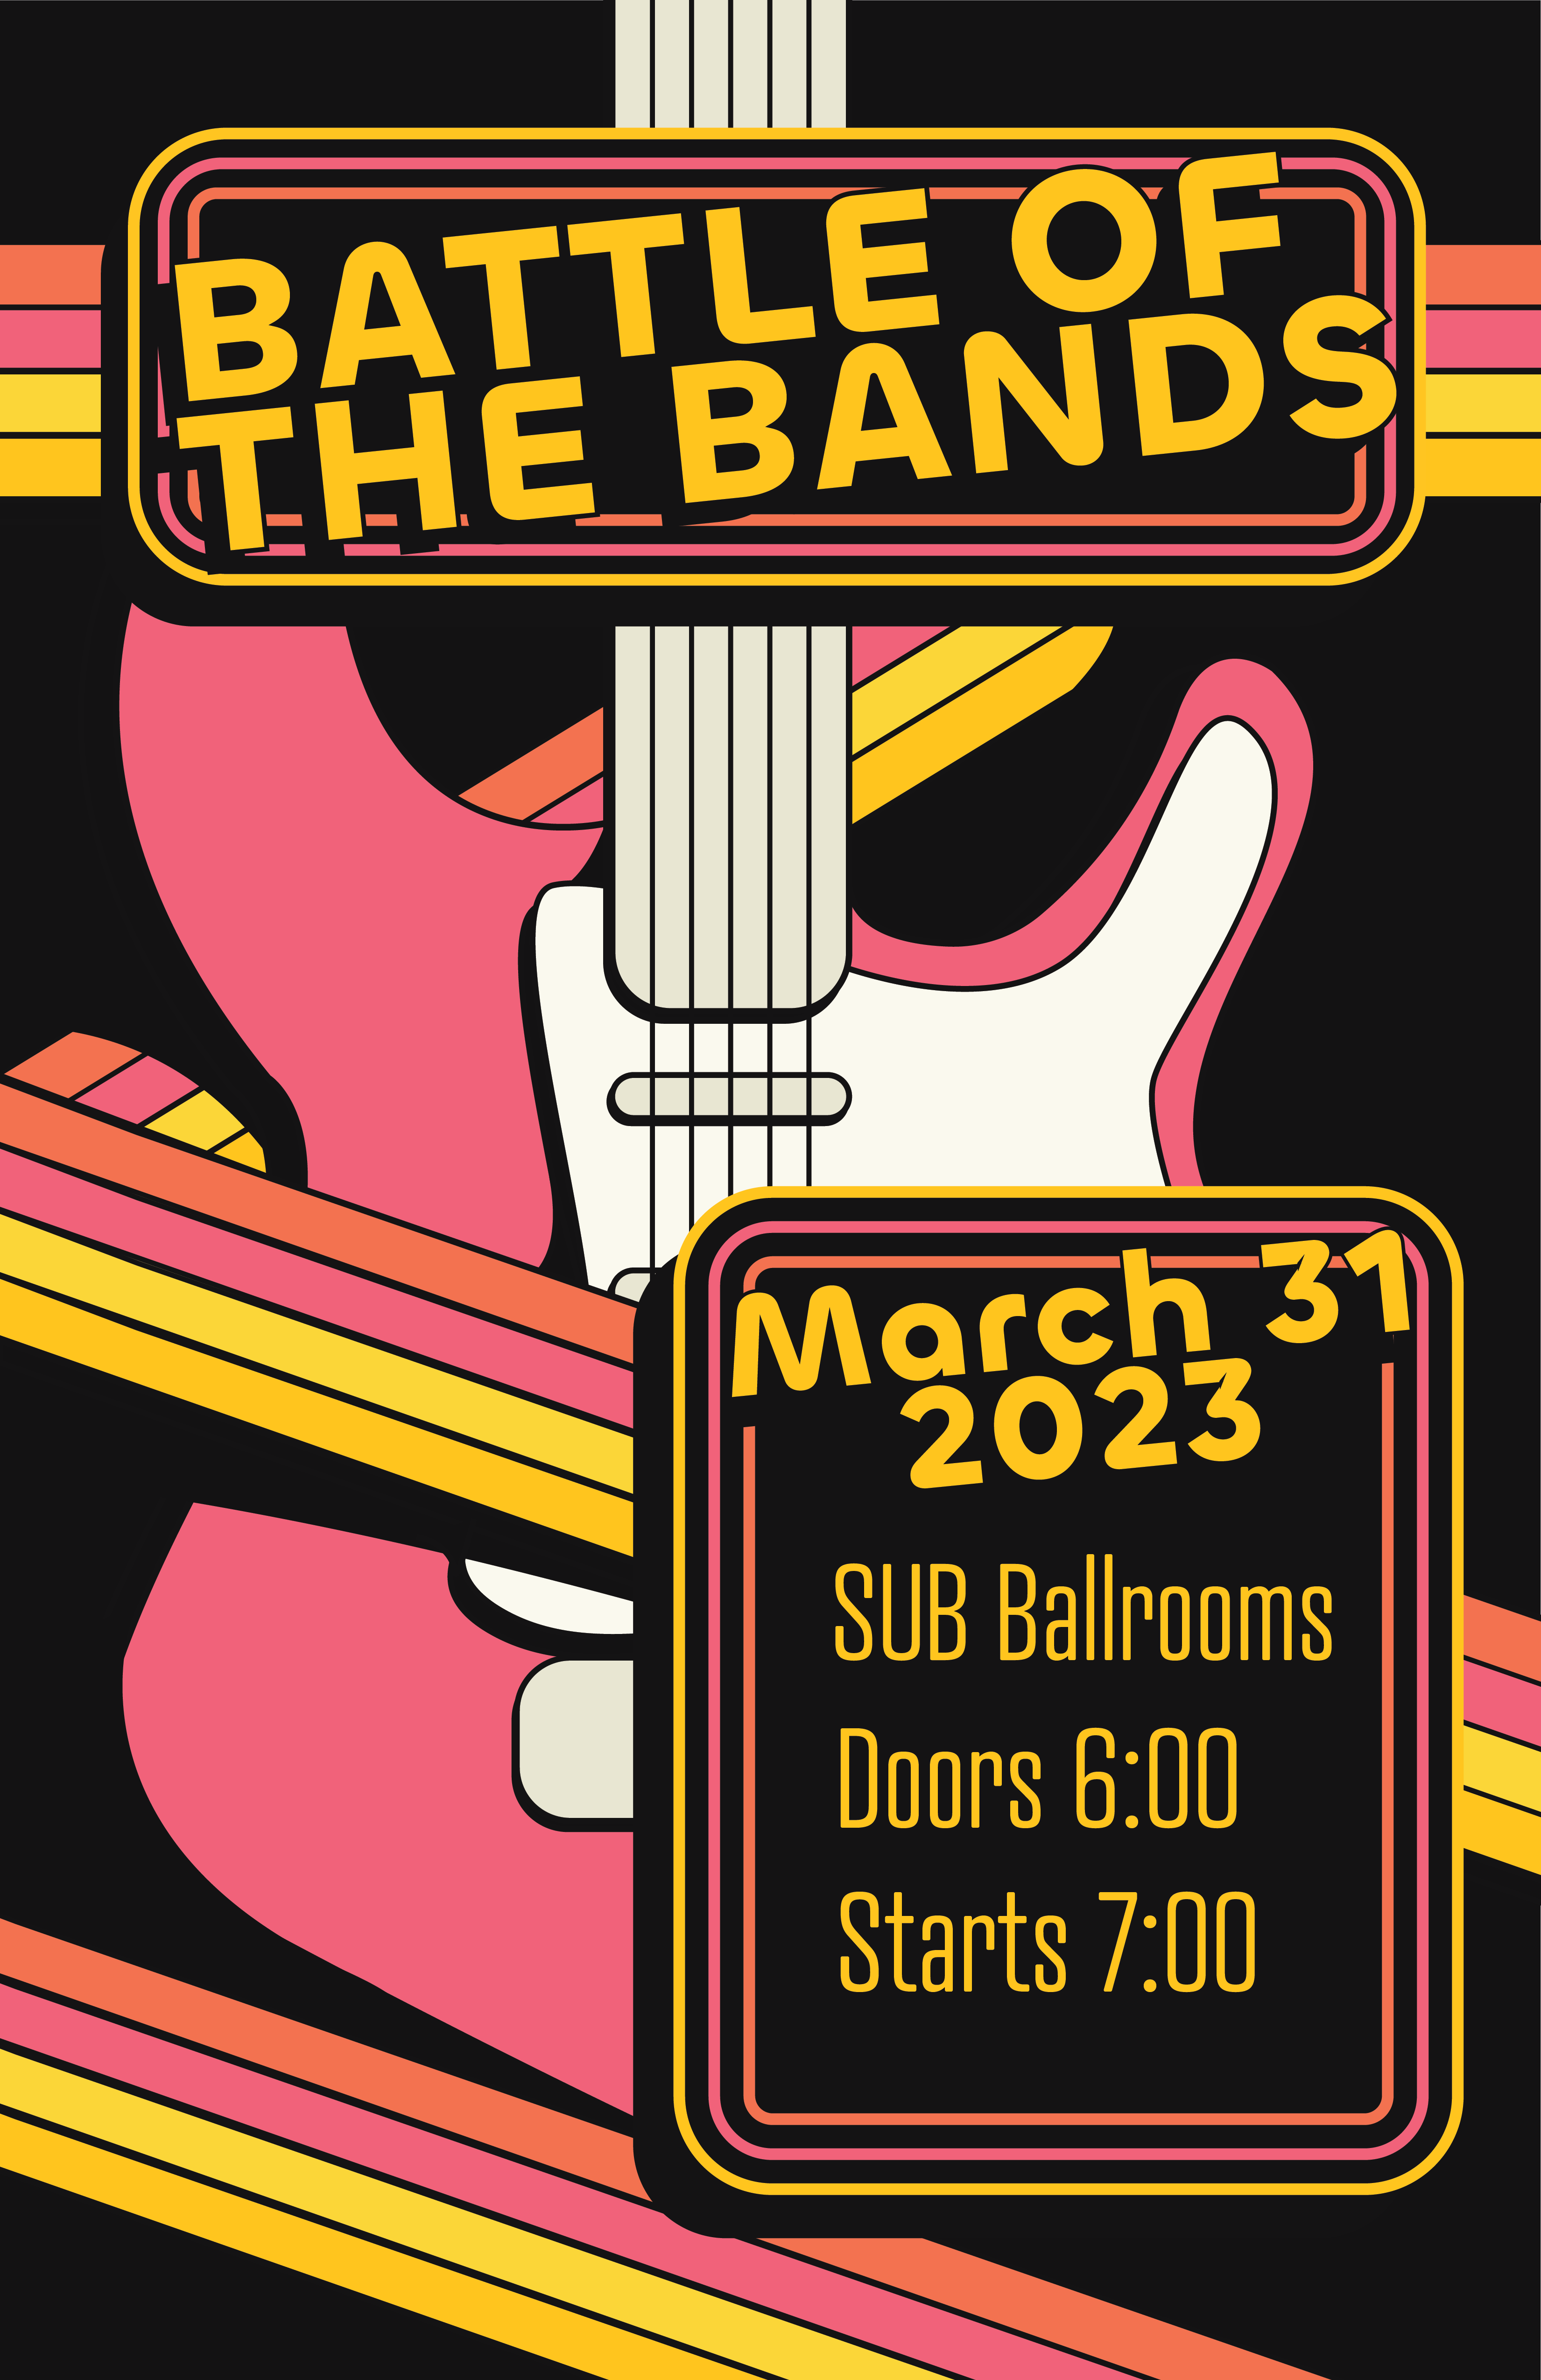 BATTLE OF
THE BANDS
March 31
2023
SUB Ballrooms
Doors 6:00
Starts 7:00